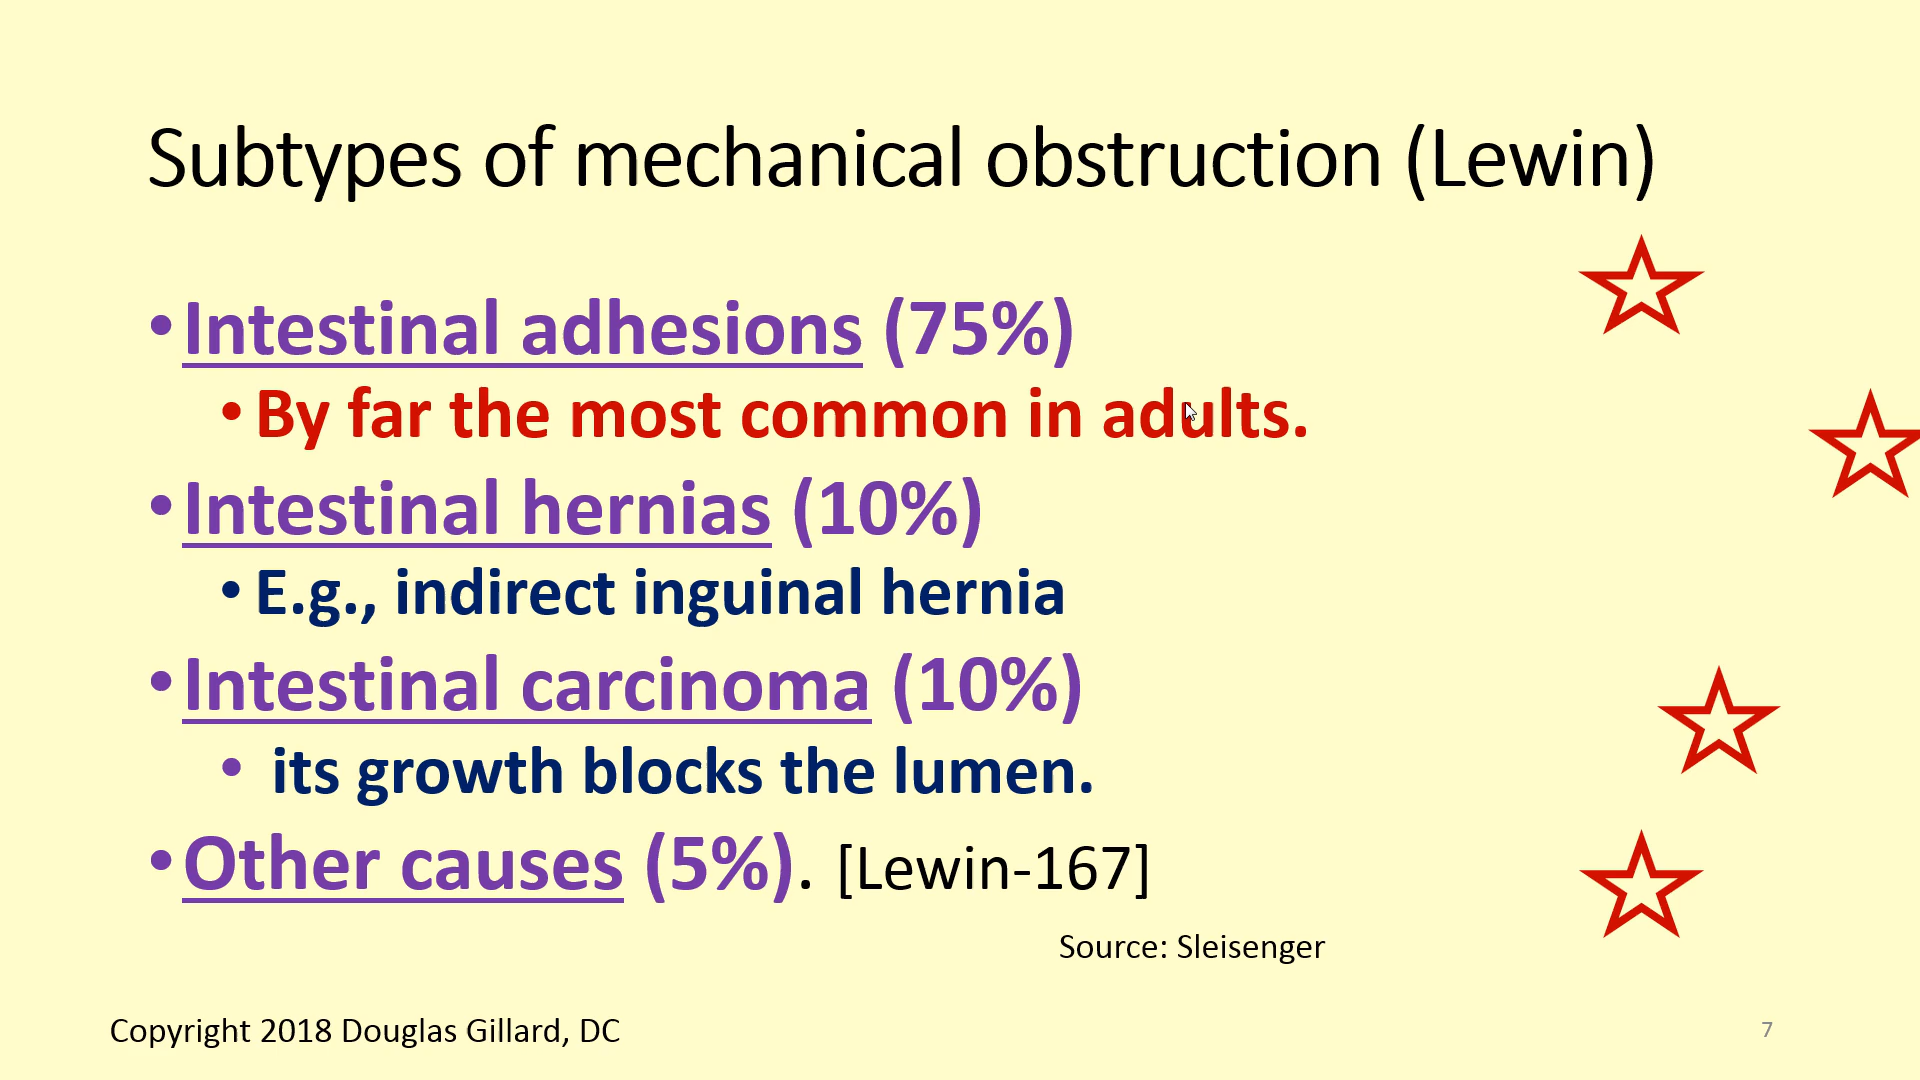 Subtypes of mechanical obstruction (Lewin)
•Intestinal adhesions (75%)
•By far the most common in adults.
•Intestinal hernias (10%)
•E.g., indirect inguinal hernia
•Intestinal carcinoma (10%)
• its growth blocks the lumen.
•Other causes (5%). [Lewin-167]
Source: Sleisenger
Copyright 2018 Douglas Gillard, DC
7